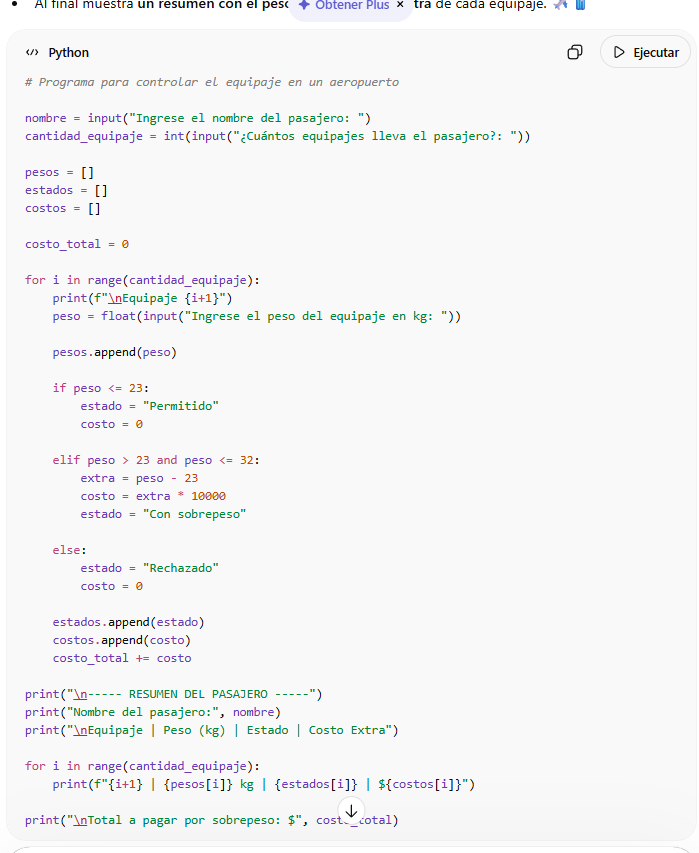 Al final muestra un resumen con el peso
Obtener Plus ×
tra de cada equipaje.
Python
Ejecutar
# Programa para controlar el equipaje en un aeropuerto
nombre = input("Ingrese el nombre del pasajero: ")
cantidad_equipaje = int(input("¿Cuántos equipajes lleva el pasajero?: "))
pesos = []
estados = []
costos = []
costo_total = 0
for i in range(cantidad_equipaje):
    print(f"\nEquipaje {i+1}")
    peso = float(input("Ingrese el peso del equipaje en kg: "))
    pesos.append(peso)
    if peso <= 23:
        estado = "Permitido"
        costo = 0
    elif peso > 23 and peso <= 32:
        extra = peso - 23
        costo = extra * 10000
        estado = "Con sobrepeso"
    else:
        estado = "Rechazado"
        costo = 0
    estados.append(estado)
    costos.append(costo)
    costo_total += costo
print("\n----- RESUMEN DEL PASAJERO -----")
print("Nombre del pasajero:", nombre)
print("\nEquipaje | Peso (kg) | Estado | Costo Extra")
for i in range(cantidad_equipaje):
    print(f"{i+1} | {pesos[i]} kg | {estados[i]} | ${costos[i]}")
print("\nTotal a pagar por sobrepeso: $", costo_total)